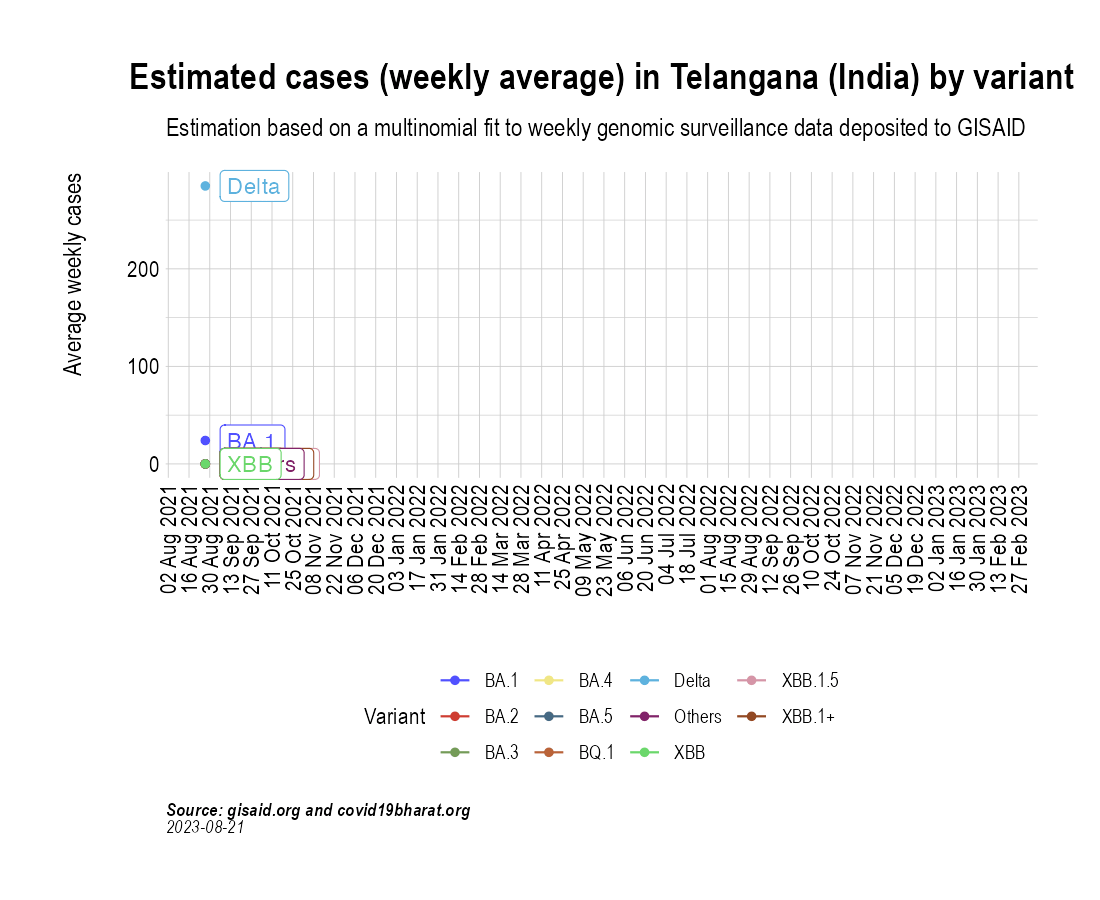 Estimated cases (weekly average) in Telangana (India) by variant
Estimation based on a multinomial fit to weekly genomic surveillance data deposited to GISAID
Average weekly cases
200
100
0
Delta
BA.1
XBB
rs
02 Aug 2021
16 Aug 2021
30 Aug 2021
13 Sep 2021
27 Sep 2021
11 Oct 2021
25 Oct 2021
08 Nov 2021
22 Nov 2021
06 Dec 2021
20 Dec 2021
03 Jan 2022
17 Jan 2022
31 Jan 2022
14 Feb 2022
28 Feb 2022
14 Mar 2022
28 Mar 2022
11 Apr 2022
25 Apr 2022
09 May 2022
23 May 2022
06 Jun 2022
20 Jun 2022
04 Jul 2022
18 Jul 2022
01 Aug 2022
15 Aug 2022
29 Aug 2022
12 Sep 2022
26 Sep 2022
10 Oct 2022
24 Oct 2022
07 Nov 2022
21 Nov 2022
05 Dec 2022
19 Dec 2022
02 Jan 2023
16 Jan 2023
30 Jan 2023
13 Feb 2023
27 Feb 2023
Variant
BA.1
BA.2
BA.3
BA.4
BA.5
BQ.1
Delta
Others
XBB
XBB.1.5
XBB.1+
Source: gisaid.org and covid19bharat.org
2023-08-21